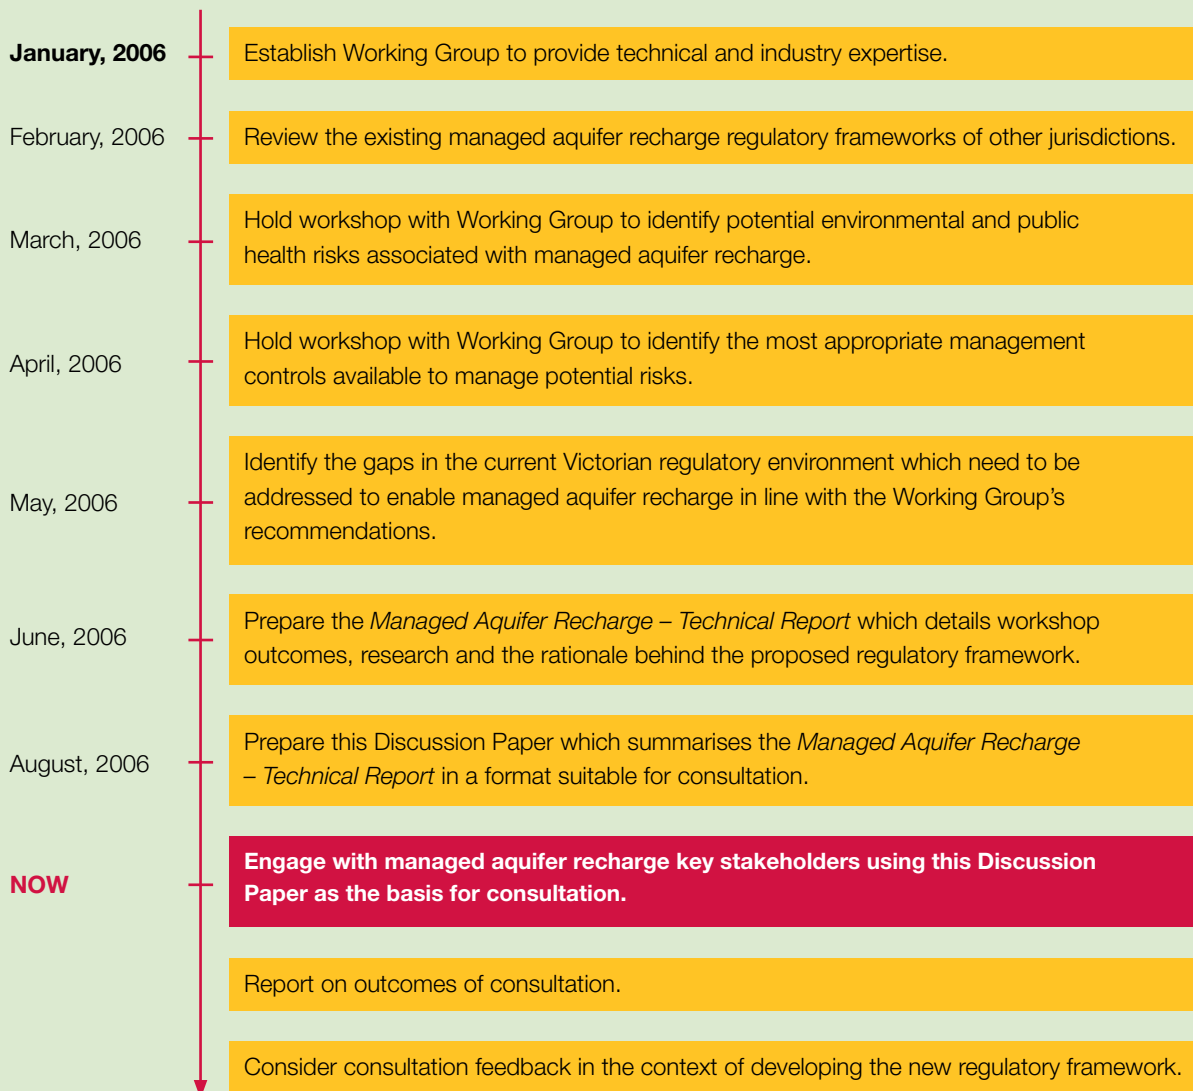 January, 2006
Establish Working Group to provide technical and industry expertise.
February, 2006
Review the existing managed aquifer recharge regulatory frameworks of other jurisdictions.
March, 2006
Hold workshop with Working Group to identify potential environmental and public
health risks associated with managed aquifer recharge.
April, 2006
Hold workshop with Working Group to identify the most appropriate management
controls available to manage potential risks.
May, 2006
Identify the gaps in the current Victorian regulatory environment which need to be
addressed to enable managed aquifer recharge in line with the Working Group’s
recommendations.
June, 2006
Prepare the Managed Aquifer Recharge – Technical Report which details workshop
outcomes, research and the rationale behind the proposed regulatory framework.
August, 2006
Prepare this Discussion Paper which summarises the Managed Aquifer Recharge
– Technical Report in a format suitable for consultation.
NOW
Engage with managed aquifer recharge key stakeholders using this Discussion
Paper as the basis for consultation.
Report on outcomes of consultation.
Consider consultation feedback in the context of developing the new regulatory framework.